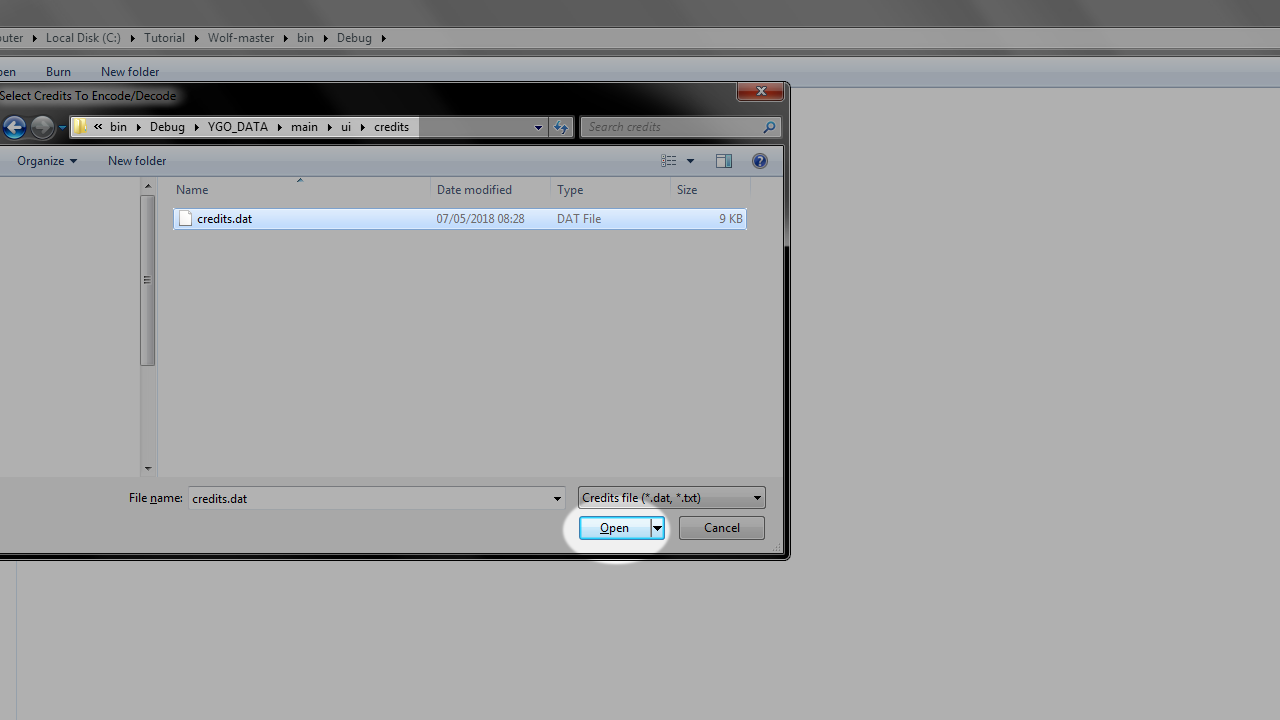 outer Local Disk (C:) Tutorial Wolf-master bin Debug
pen Burn New folder
Select Credits To Encode/Decode
« bin Debug YGO_DATA main ui credits Search credits
Organize New folder
Name Date modified Type Size
credits.dat 07/05/2018 08:28 DAT File 9 KB
File name: credits.dat Credits file (*.dat, *.txt)
Open Cancel